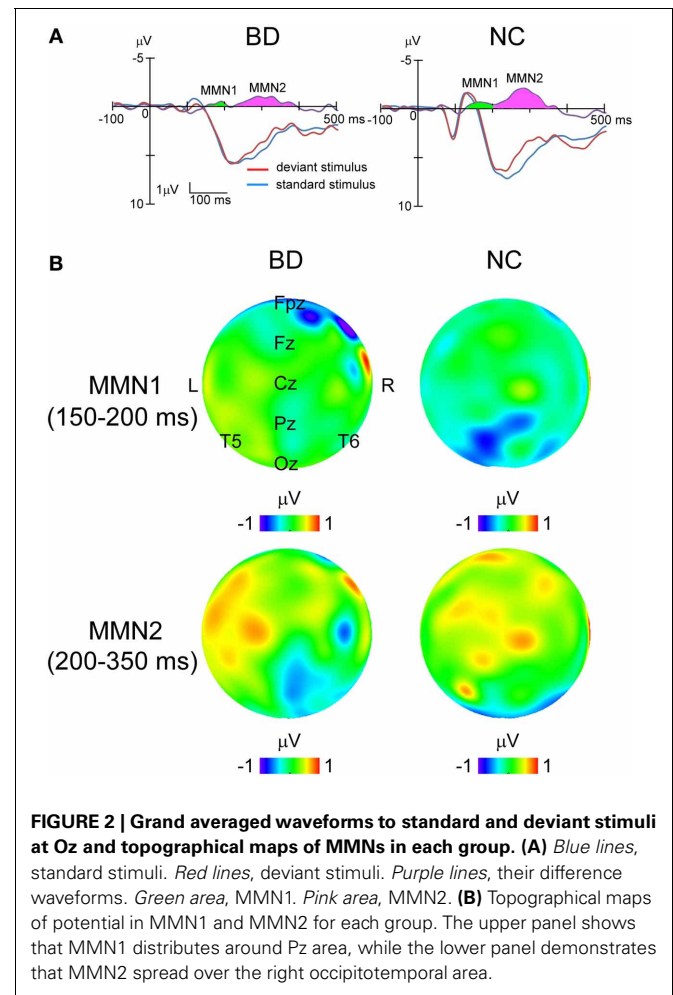 A
BD
NC
μV
μV
-5
-5
MMN1
MMN2
MMN1
MMN2
-100
0
500 ms
-100
0
500 ms
deviant stimulus
standard stimulus
1μV
100 ms
10
10
B
BD
NC
Fpz
Fz
MMN1
(150-200 ms)
L
Cz
R
Pz
T5
T6
Oz
μV
μV
-1
1
-1
1
MMN2
(200-350 ms)
μV
μV
-1
1
-1
1
FIGURE 2 | Grand averaged waveforms to standard and deviant stimuli
at Oz and topographical maps of MMNs in each group. (A) Blue lines,
standard stimuli. Red lines, deviant stimuli. Purple lines, their difference
waveforms. Green area, MMN1. Pink area, MMN2. (B) Topographical maps
of potential in MMN1 and MMN2 for each group. The upper panel shows
that MMN1 distributes around Pz area, while the lower panel demonstrates
that MMN2 spread over the right occipitotemporal area.